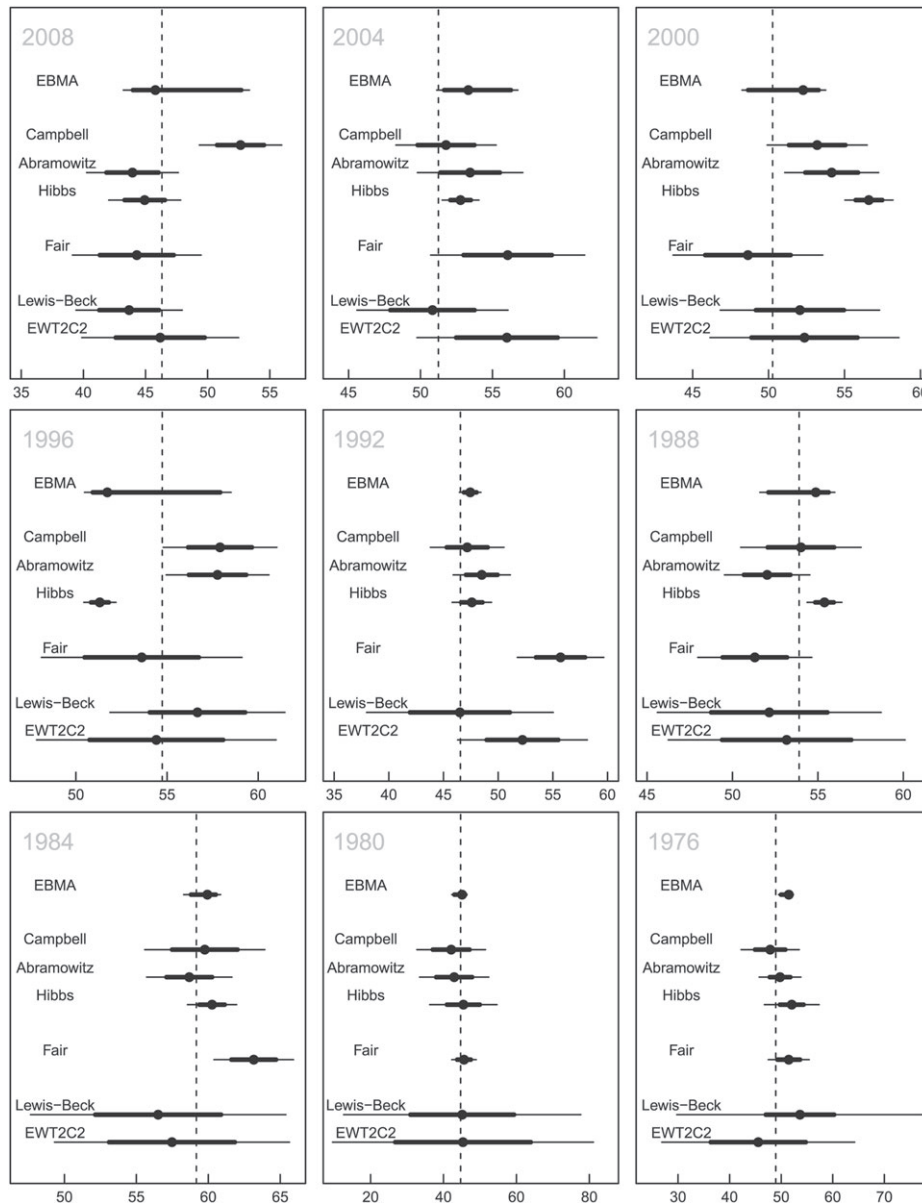 2008
EBMA
Campbell
Abramowitz
Hibbs
Fair
Lewis−Beck
EWT2C2
35 40 45 50 55
2004
EBMA
Campbell
Abramowitz
Hibbs
Fair
Lewis−Beck
EWT2C2
45 50 55 60
2000
EBMA
Campbell
Abramowitz
Hibbs
Fair
Lewis−Beck
EWT2C2
45 50 55 60
1996
EBMA
Campbell
Abramowitz
Hibbs
Fair
Lewis−Beck
EWT2C2
50 55 60
1992
EBMA
Campbell
Abramowitz
Hibbs
Fair
Lewis−Beck
EWT2C2
35 40 45 50 55 60
1988
EBMA
Campbell
Abramowitz
Hibbs
Fair
Lewis−Beck
EWT2C2
45 50 55 60
1984
EBMA
Campbell
Abramowitz
Hibbs
Fair
Lewis−Beck
EWT2C2
50 55 60 65
1980
EBMA
Campbell
Abramowitz
Hibbs
Fair
Lewis−Beck
EWT2C2
20 40 60 80
1976
EBMA
Campbell
Abramowitz
Hibbs
Fair
Lewis−Beck
EWT2C2
30 40 50 60 70